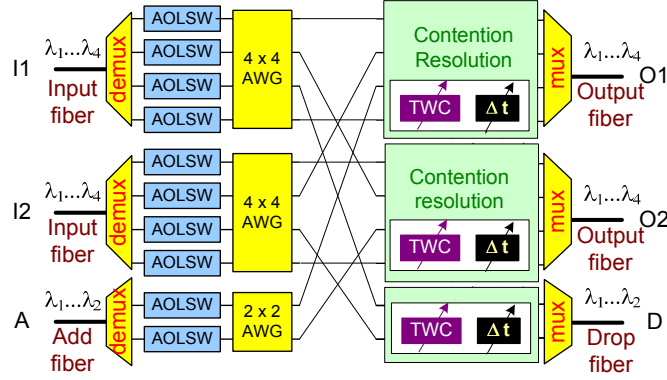 I1
λ1...λ4
Input
fiber
demux
AOLSW
AOLSW
AOLSW
AOLSW
4 x 4
AWG
Contention
Resolution
TWC
Δt
mux
λ1...λ4
O1
Output
fiber
I2
λ1...λ4
Input
fiber
demux
AOLSW
AOLSW
AOLSW
AOLSW
4 x 4
AWG
Contention
resolution
TWC
Δt
mux
λ1...λ4
O2
Output
fiber
A
λ1...λ2
Add
fiber
demux
AOLSW
AOLSW
2 x 2
AWG
TWC
Δt
mux
λ1...λ2
D
Drop
fiber